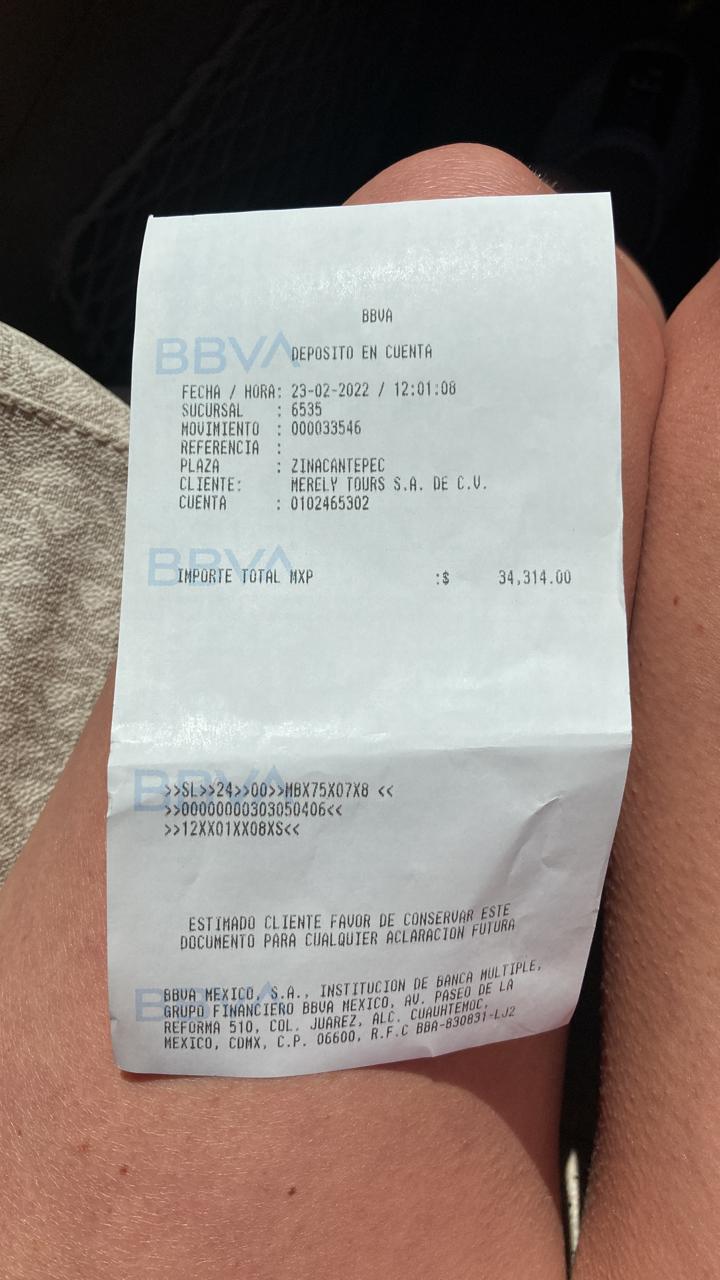 BBVA
BBVA
DEPOSITO EN CUENTA
FECHA / HORA: 23-02-2022 / 12:01:08
SUCURSAL : 6535
MOVIMIENTO : 000033546
REFERENCIA :
PLAZA : ZINACANTEPEC
CLIENTE: MERELY TOURS S.A. DE C.V.
CUENTA : 0102465302
BBVA
IMPORTE TOTAL MXP :$ 34,314.00
BBVA
>>SL>>24>>00>>MBX75X07X8 <<
>>00000000303050406<<
>>12XX01XX08XS<<
ESTIMADO CLIENTE FAVOR DE CONSERVAR ESTE
DOCUMENTO PARA CUALQUIER ACLARACION FUTURA
BBVA
BBVA MEXICO, S.A., INSTITUCION DE BANCA MULTIPLE,
GRUPO FINANCIERO BBVA MEXICO, AV. PASEO DE LA
REFORMA 510, COL. JUAREZ, ALC. CUAUHTEMOC,
MEXICO, CDMX, C.P. 06600, R.F.C BBA-830831-LJ2